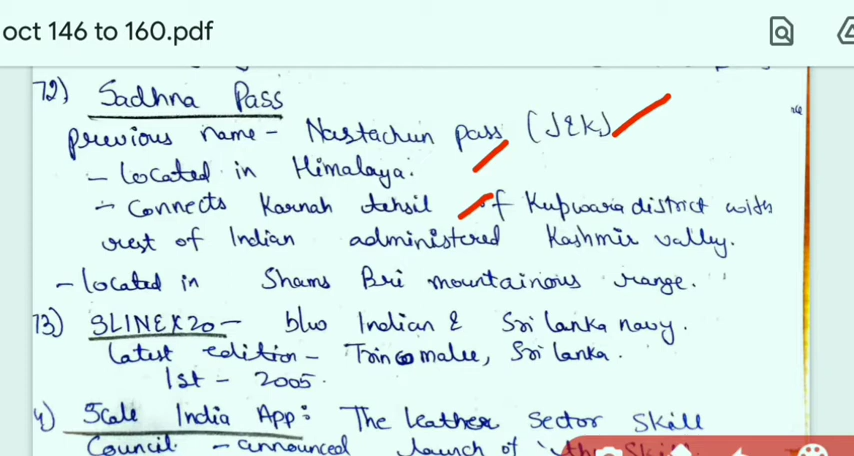 oct 146 to 160.pdf
72) Sadhna Pass
previous name - Nastachun pass (J&K)
- located in Himalaya.
- Connects Karnah tehsil of Kupwara district with
rest of Indian administered Kashmir valley.
- located in Shams Bri mountainous range.
73) SLINEX20 - b/w Indian & Sri lanka navy.
latest edition - Trincomalee, Sri lanka.
1st - 2005.
4) Scale India App: The leather Sector Skill
Council - announced launch of